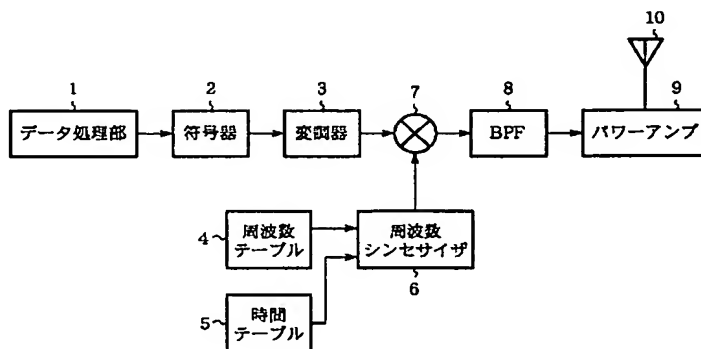 10
1
2
3
7
8
9
データ処理部
符号器
変調器
BPF
パワーアンプ
4
周波数
テーブル
周波数
シンセサイザ
6
5
時間
テーブル